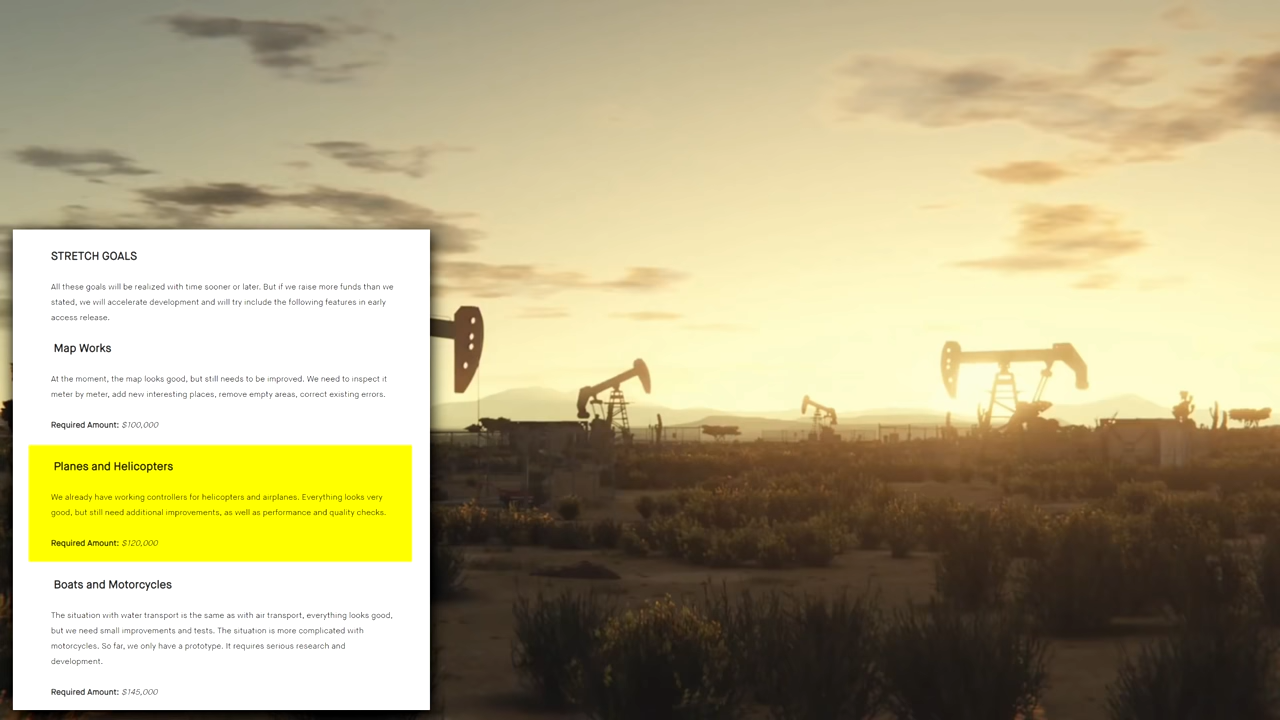 STRETCH GOALS
All these goals will be realized with time sooner or later. But if we raise more funds than we
stated, we will accelerate development and will try include the following features in early
access release.
Map Works
At the moment, the map looks good, but still needs to be improved. We need to inspect it
meter by meter, add new interesting places, remove empty areas, correct existing errors.
Required Amount: $100,000
Planes and Helicopters
We already have working controllers for helicopters and airplanes. Everything looks very
good, but still need additional improvements, as well as performance and quality checks.
Required Amount: $120,000
Boats and Motorcycles
The situation with water transport is the same as with air transport, everything looks good,
but we need small improvements and tests. The situation is more complicated with
motorcycles. So far, we only have a prototype. It requires serious research and
development.
Required Amount: $145,000